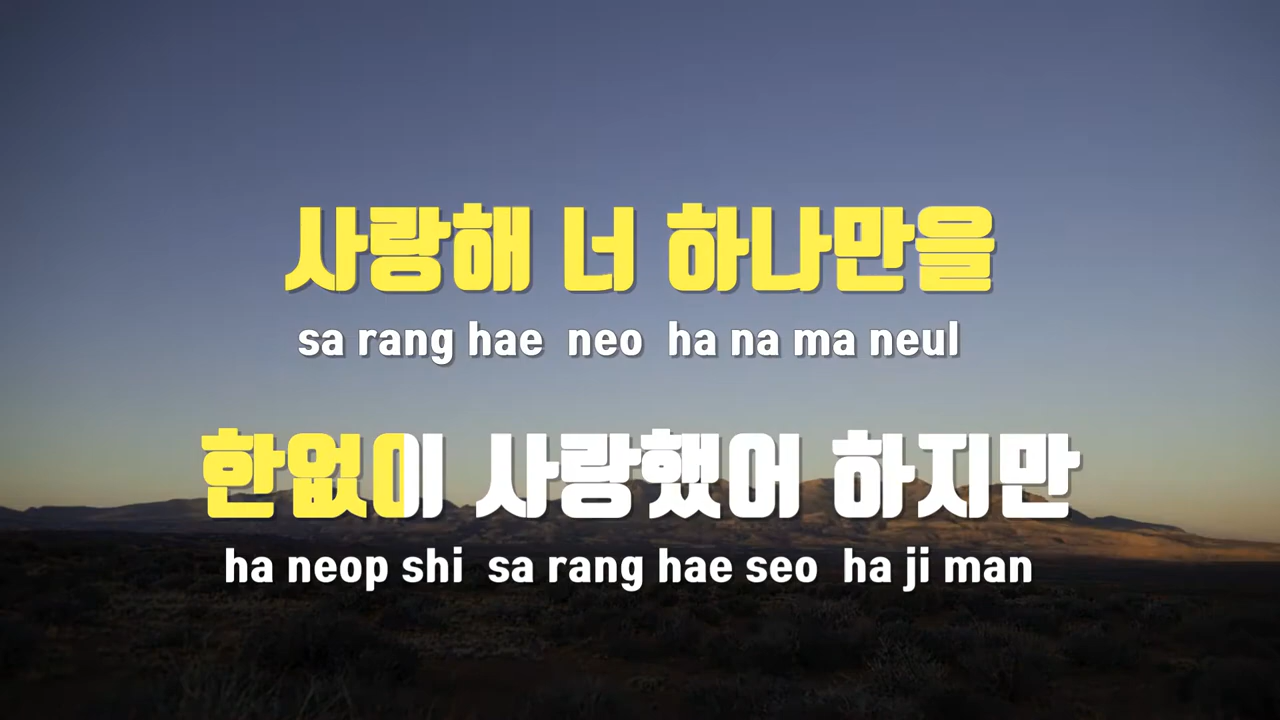 사랑해 너 하나만을
sa rang hae neo ha na ma neul
한없이 사랑했어 하지만
ha neop shi sa rang hae seo ha ji man